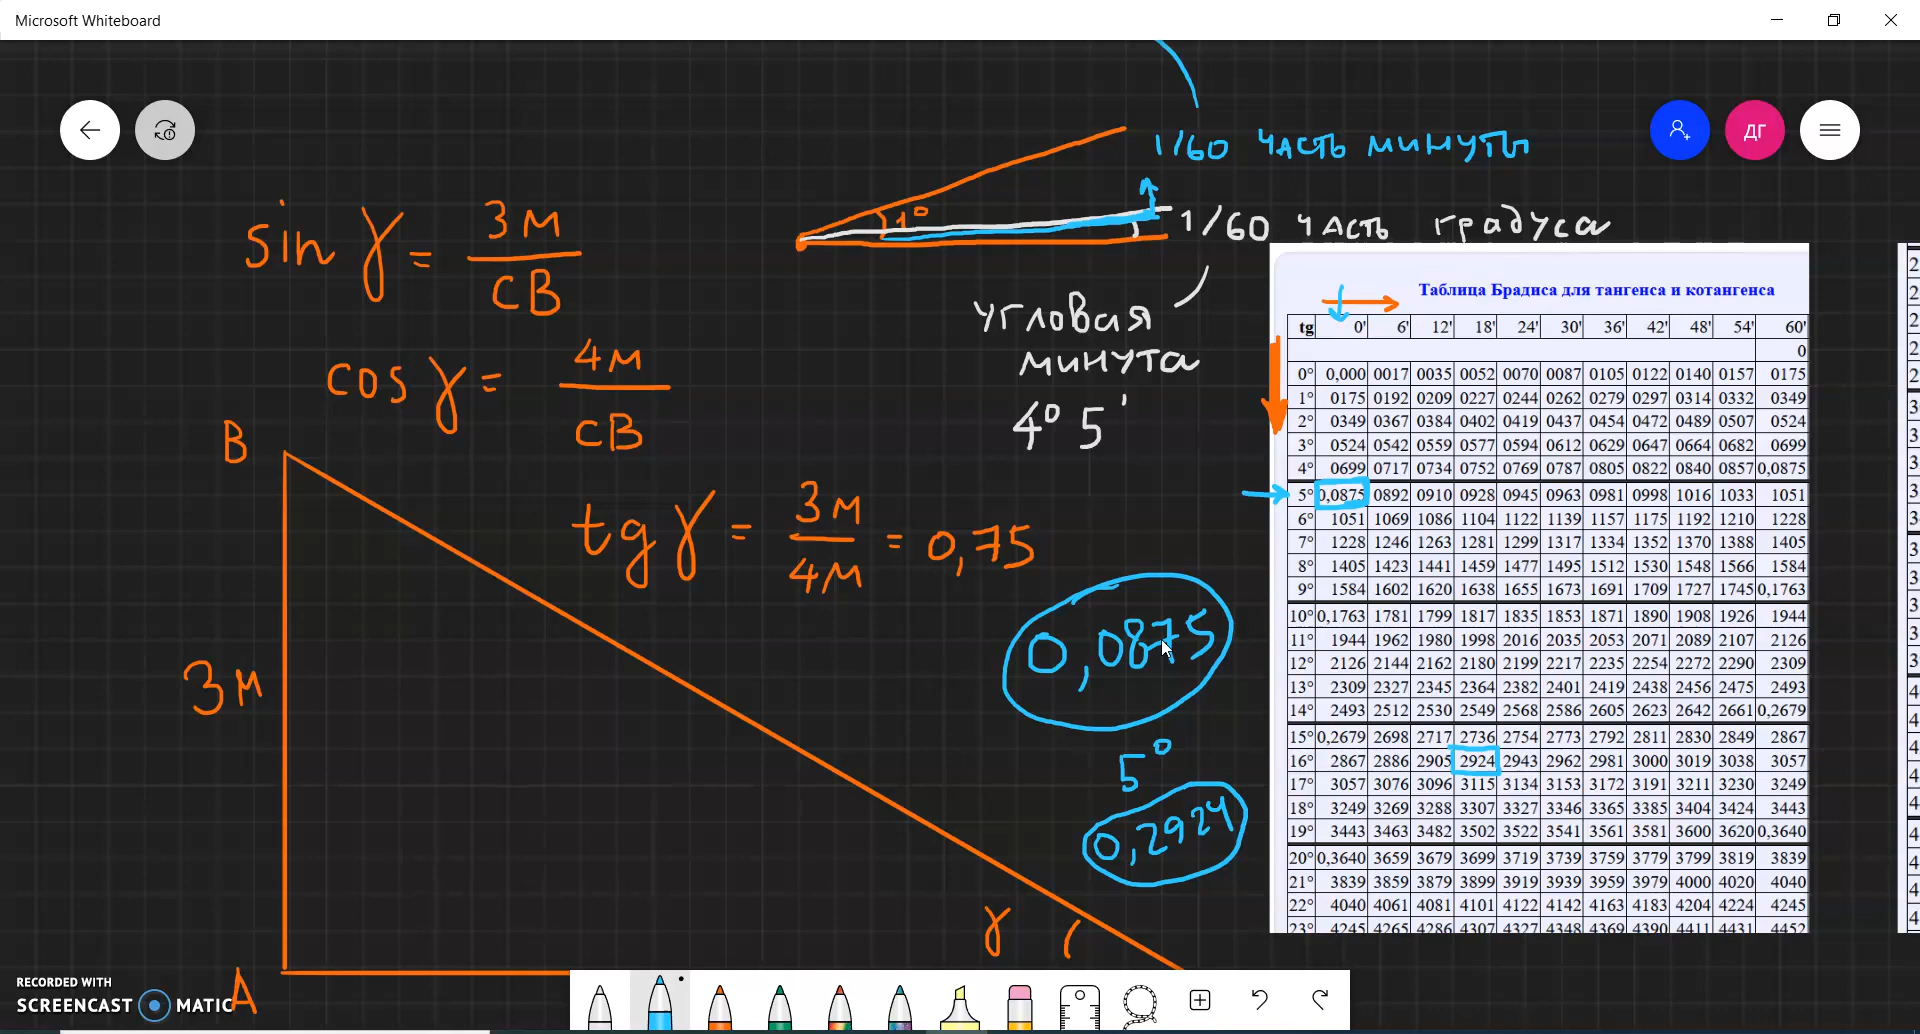 Microsoft Whiteboard
1/60 часть минуты
ДГ
sin γ = 3м / CB
1°
1/60 часть градуса
угловая
минута
4° 5'
cos γ = 4м / CB
B
tg γ = 3м / 4м = 0,75
3м
0,0875
5°
0,2924
γ
A
Таблица Брадиса для тангенса и котангенса
tg 0' 6' 12' 18' 24' 30' 36' 42' 48' 54' 60'
0
0° 0,000 0017 0035 0052 0070 0087 0105 0122 0140 0157 0175
1° 0175 0192 0209 0227 0244 0262 0279 0297 0314 0332 0349
2° 0349 0367 0384 0402 0419 0437 0454 0472 0489 0507 0524
3° 0524 0542 0559 0577 0594 0612 0629 0647 0664 0682 0699
4° 0699 0717 0734 0752 0769 0787 0805 0822 0840 0857 0,0875
5° 0,0875 0892 0910 0928 0945 0963 0981 0998 1016 1033 1051
6° 1051 1069 1086 1104 1122 1139 1157 1175 1192 1210 1228
7° 1228 1246 1263 1281 1299 1317 1334 1352 1370 1388 1405
8° 1405 1423 1441 1459 1477 1495 1512 1530 1548 1566 1584
9° 1584 1602 1620 1638 1655 1673 1691 1709 1727 1745 0,1763
10° 0,1763 1781 1799 1817 1835 1853 1871 1890 1908 1926 1944
11° 1944 1962 1980 1998 2016 2035 2053 2071 2089 2107 2126
12° 2126 2144 2162 2180 2199 2217 2235 2254 2272 2290 2309
13° 2309 2327 2345 2364 2382 2401 2419 2438 2456 2475 2493
14° 2493 2512 2530 2549 2568 2586 2605 2623 2642 2661 0,2679
15° 0,2679 2698 2717 2736 2754 2773 2792 2811 2830 2849 2867
16° 2867 2886 2905 2924 2943 2962 2981 3000 3019 3038 3057
17° 3057 3076 3096 3115 3134 3153 3172 3191 3211 3230 3249
18° 3249 3269 3288 3307 3327 3346 3365 3385 3404 3424 3443
19° 3443 3463 3482 3502 3522 3541 3561 3581 3600 3620 0,3640
20° 0,3640 3659 3679 3699 3719 3739 3759 3779 3799 3819 3839
21° 3839 3859 3879 3899 3919 3939 3959 3979 4000 4020 4040
22° 4040 4061 4081 4101 4122 4142 4163 4183 4204 4224 4245
23° 4245 4265 4286 4307 4327 4348 4369 4390 4411 4431 4452
RECORDED WITH
SCREENCAST MATIC